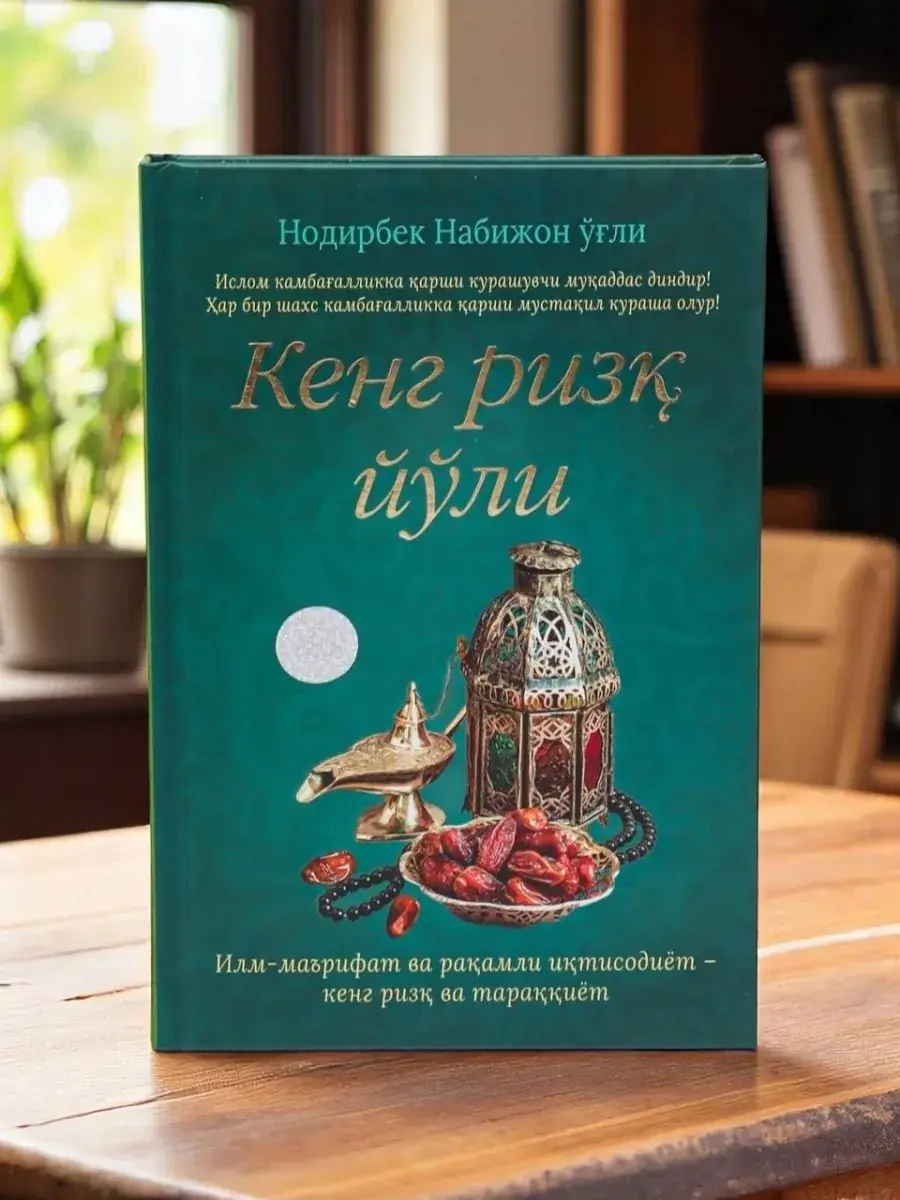 Нодирбек Набижон ўғли
Ислом камбағалликка қарши курашувчи муқаддас диндир!
Ҳар бир шахс камбағалликка қарши мустақил кураша олур!
Кенг ризқ
йўли
Илм-маърифат ва рақамли иқтисодиёт –
кенг ризқ ва тараққиёт